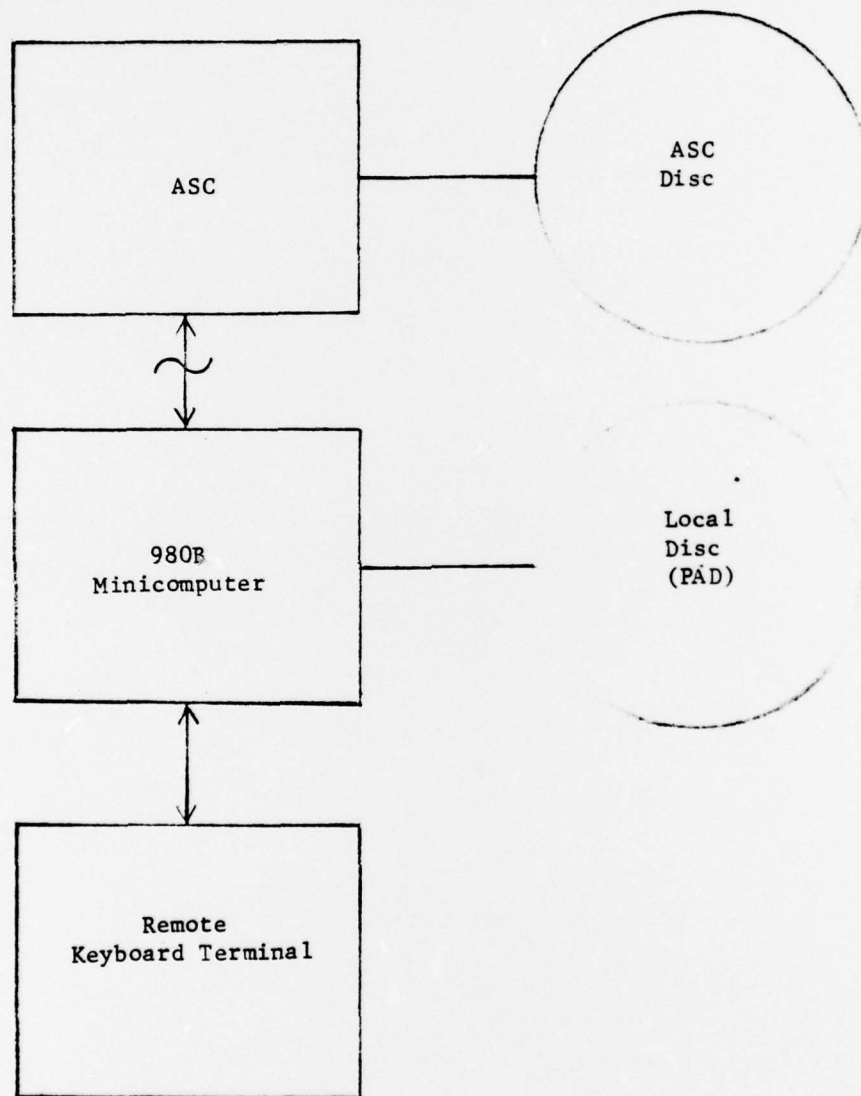 ASC
ASC
Disc
980B
Minicomputer
Local
Disc
(PAD)
Remote
Keyboard Terminal